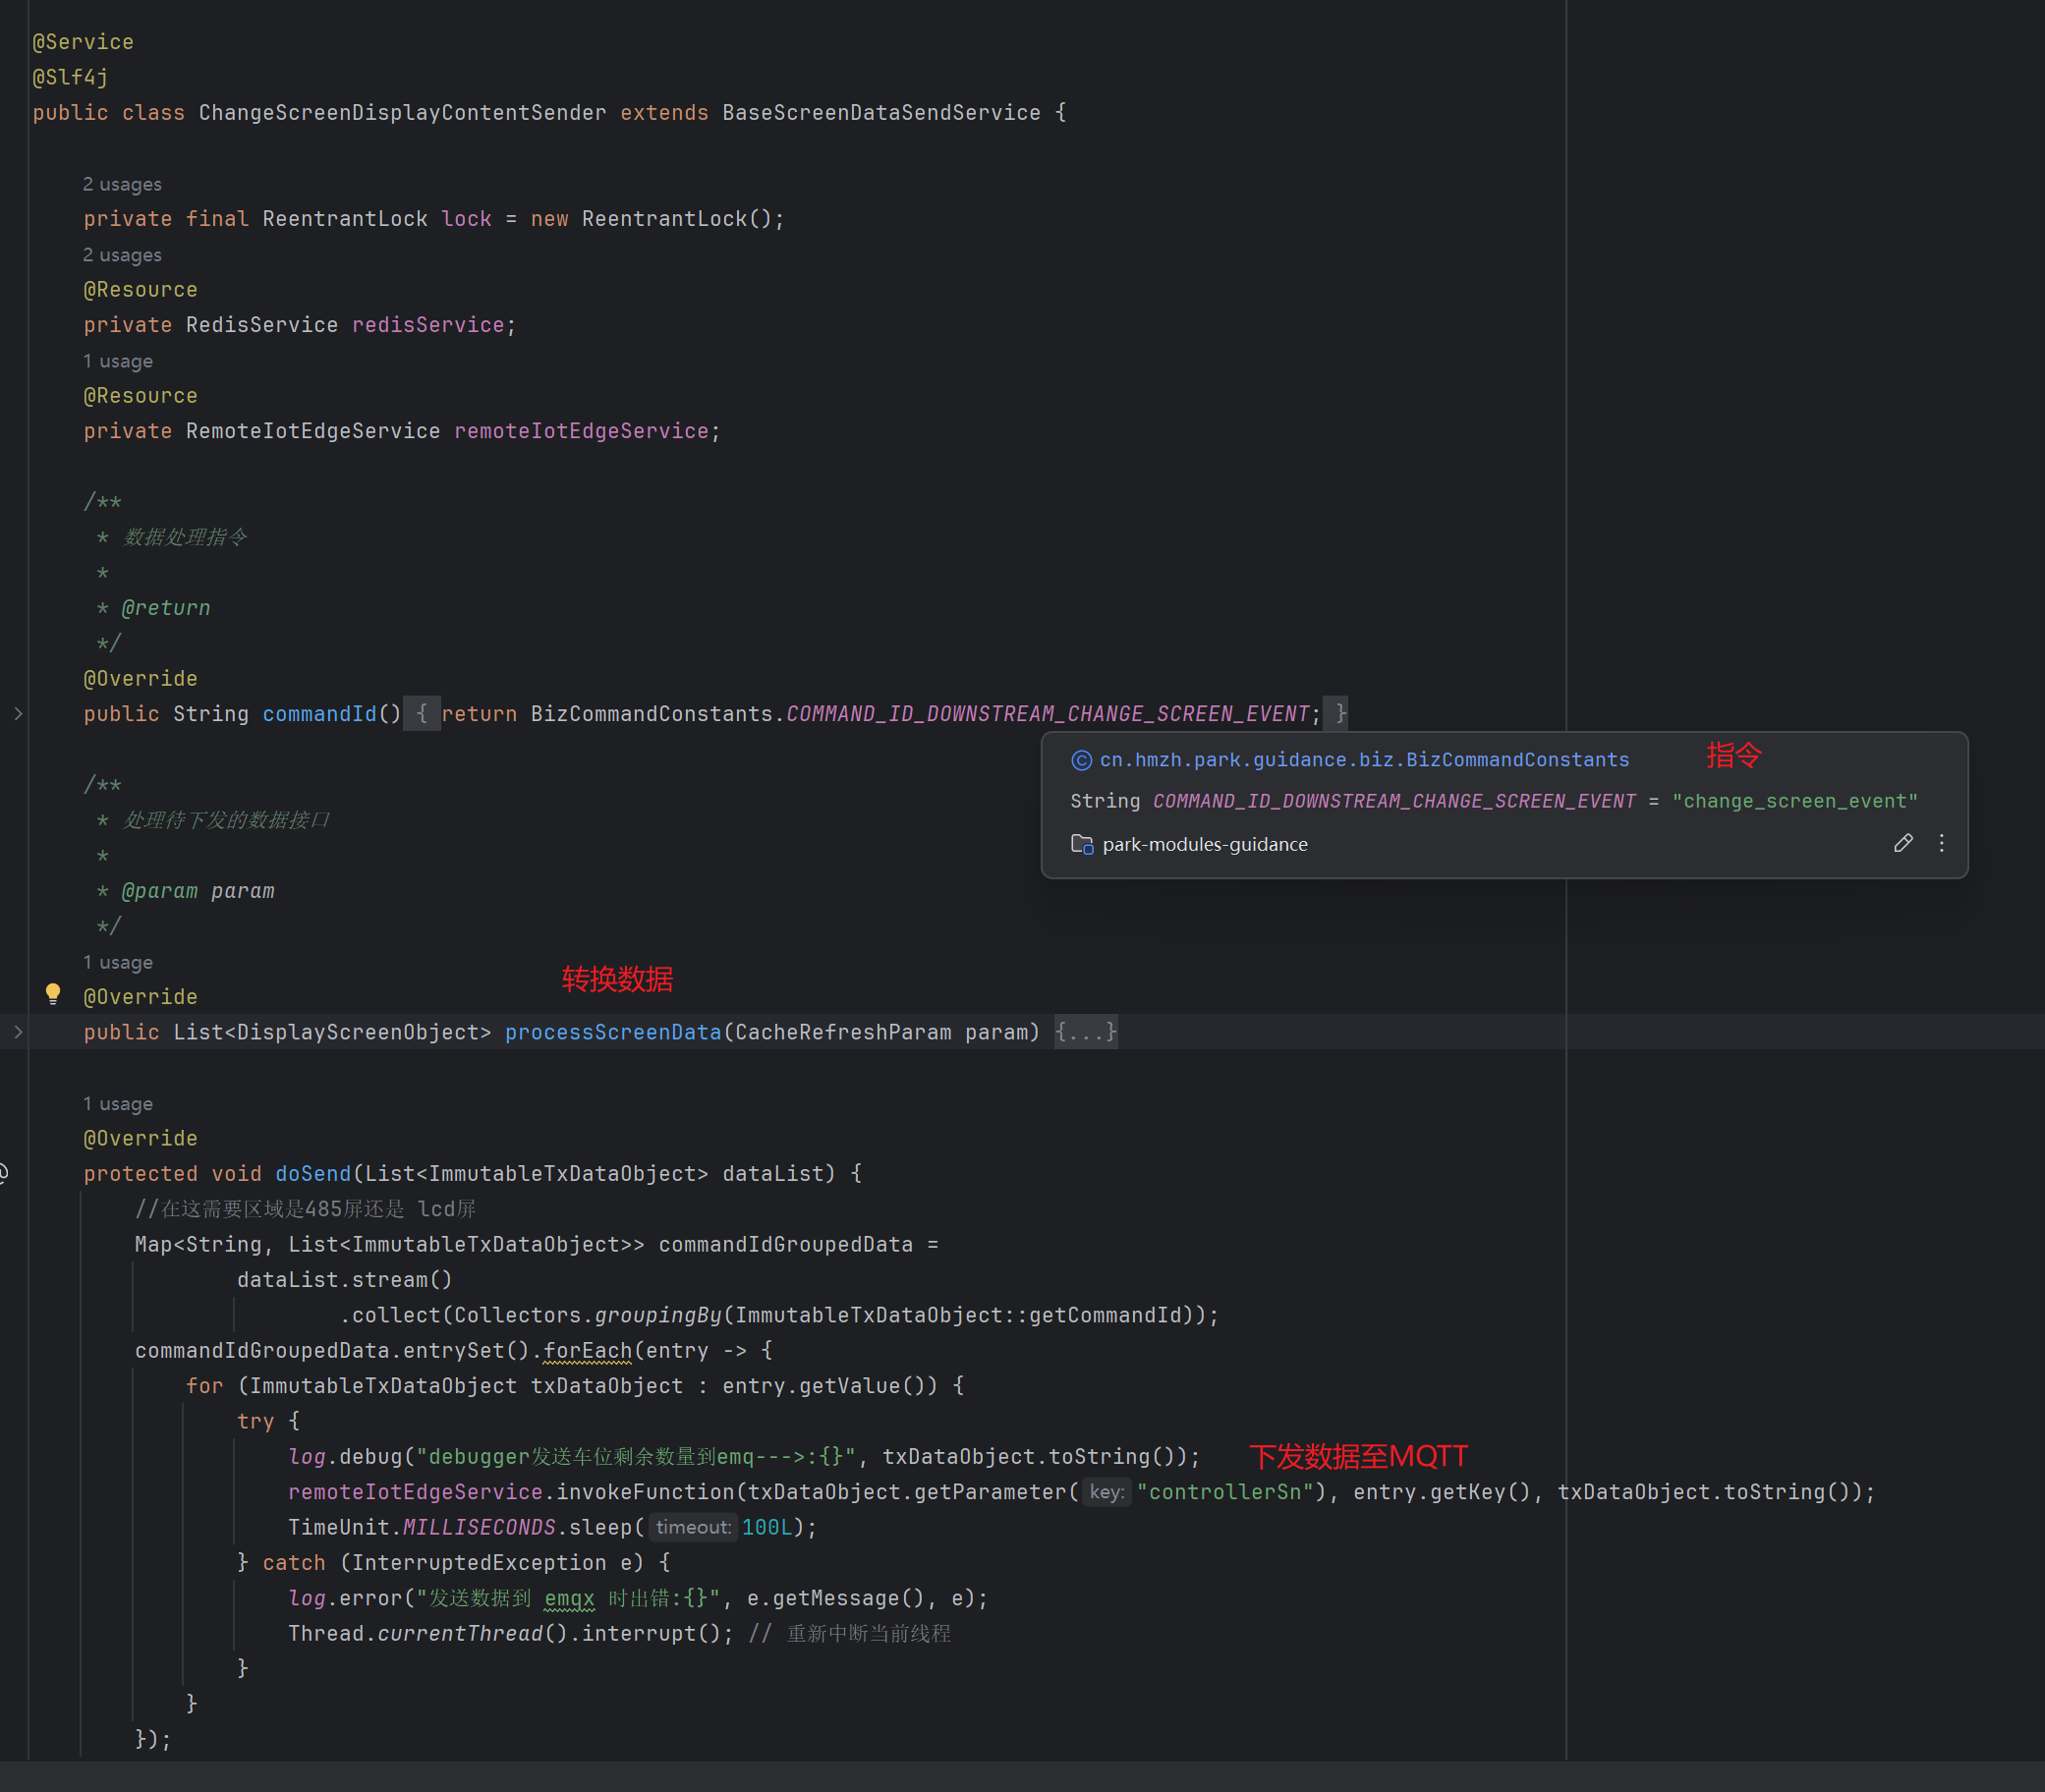 @Service
@Slf4j
public class ChangeScreenDisplayContentSender extends BaseScreenDataSendService {
2 usages
private final ReentrantLock lock = new ReentrantLock();
2 usages
@Resource
private RedisService redisService;
1 usage
@Resource
private RemoteIotEdgeService remoteIotEdgeService;
/**
* 数据处理指令
*
* @return
*/
@Override
public String commandId() { return BizCommandConstants.COMMAND_ID_DOWNSTREAM_CHANGE_SCREEN_EVENT; }
cn.hmzh.park.guidance.biz.BizCommandConstants 指令
String COMMAND_ID_DOWNSTREAM_CHANGE_SCREEN_EVENT = "change_screen_event"
park-modules-guidance
/**
* 处理待下发的数据接口
*
* @param param
*/
1 usage
转换数据
@Override
public List<DisplayScreenObject> processScreenData(CacheRefreshParam param) {...}
1 usage
@Override
protected void doSend(List<ImmutableTxDataObject> dataList) {
//在这需要区域是485屏还是 lcd屏
Map<String, List<ImmutableTxDataObject>> commandIdGroupedData =
dataList.stream()
.collect(Collectors.groupingBy(ImmutableTxDataObject::getCommandId));
commandIdGroupedData.entrySet().forEach(entry -> {
for (ImmutableTxDataObject txDataObject : entry.getValue()) {
try {
log.debug("debugger发送车位剩余数量到emq--->:{}", txDataObject.toString()); 下发数据至MQTT
remoteIotEdgeService.invokeFunction(txDataObject.getParameter( key: "controllerSn"), entry.getKey(), txDataObject.toString());
TimeUnit.MILLISECONDS.sleep( timeout: 100L);
} catch (InterruptedException e) {
log.error("发送数据到 emqx 时出错:{}", e.getMessage(), e);
Thread.currentThread().interrupt(); // 重新中断当前线程
}
}
});